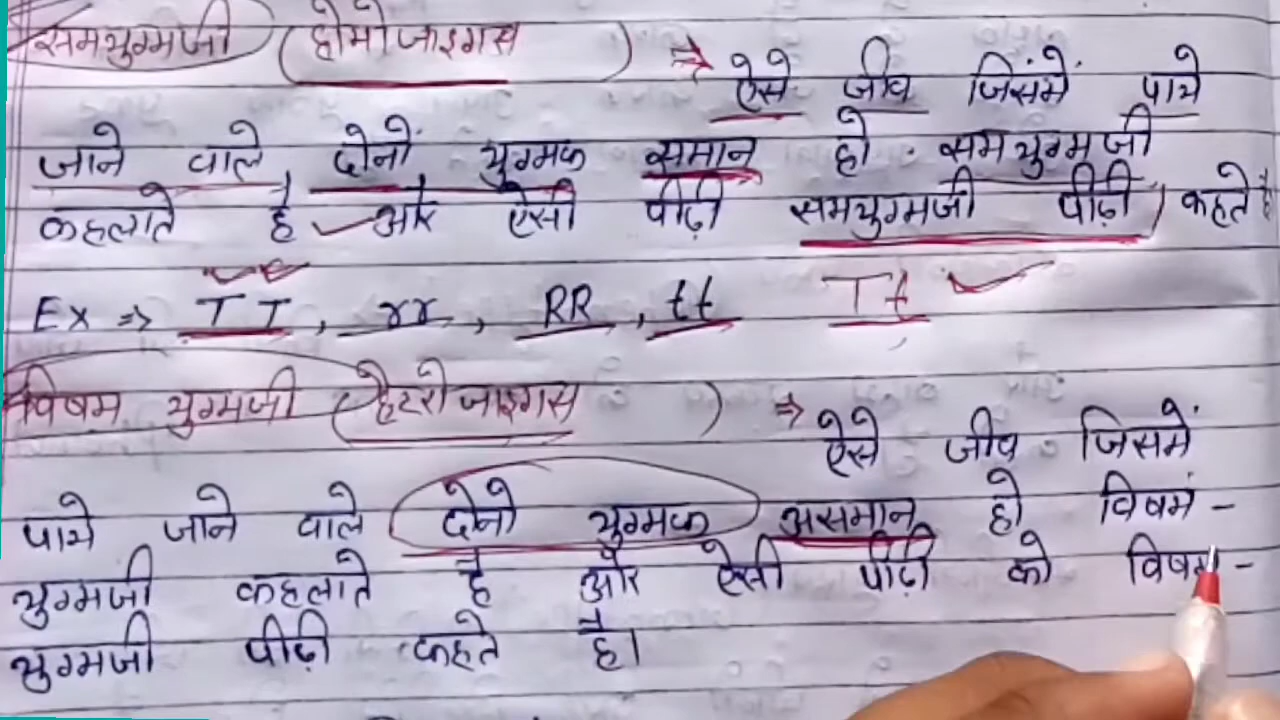 समयुग्मजी (होमोजाइगस) ⇒ ऐसे जीव जिसमें पाये
जाने वाले दोनों युग्मक समान हो. समयुग्मजी
कहलाते है और ऐसी पीढ़ी समयुग्मजी पीढ़ी कहते है
Ex ⇒ TT, rr, RR, tt Tt
विषम युग्मजी (हेटरोजाइगस) ⇒ ऐसे जीव जिसमें
पाये जाने वाले दोनो युग्मक असमान हो विषमं-
युग्मजी कहलाते है और ऐसी पीढ़ी को विषम-
युग्मजी पीढ़ी कहते है।